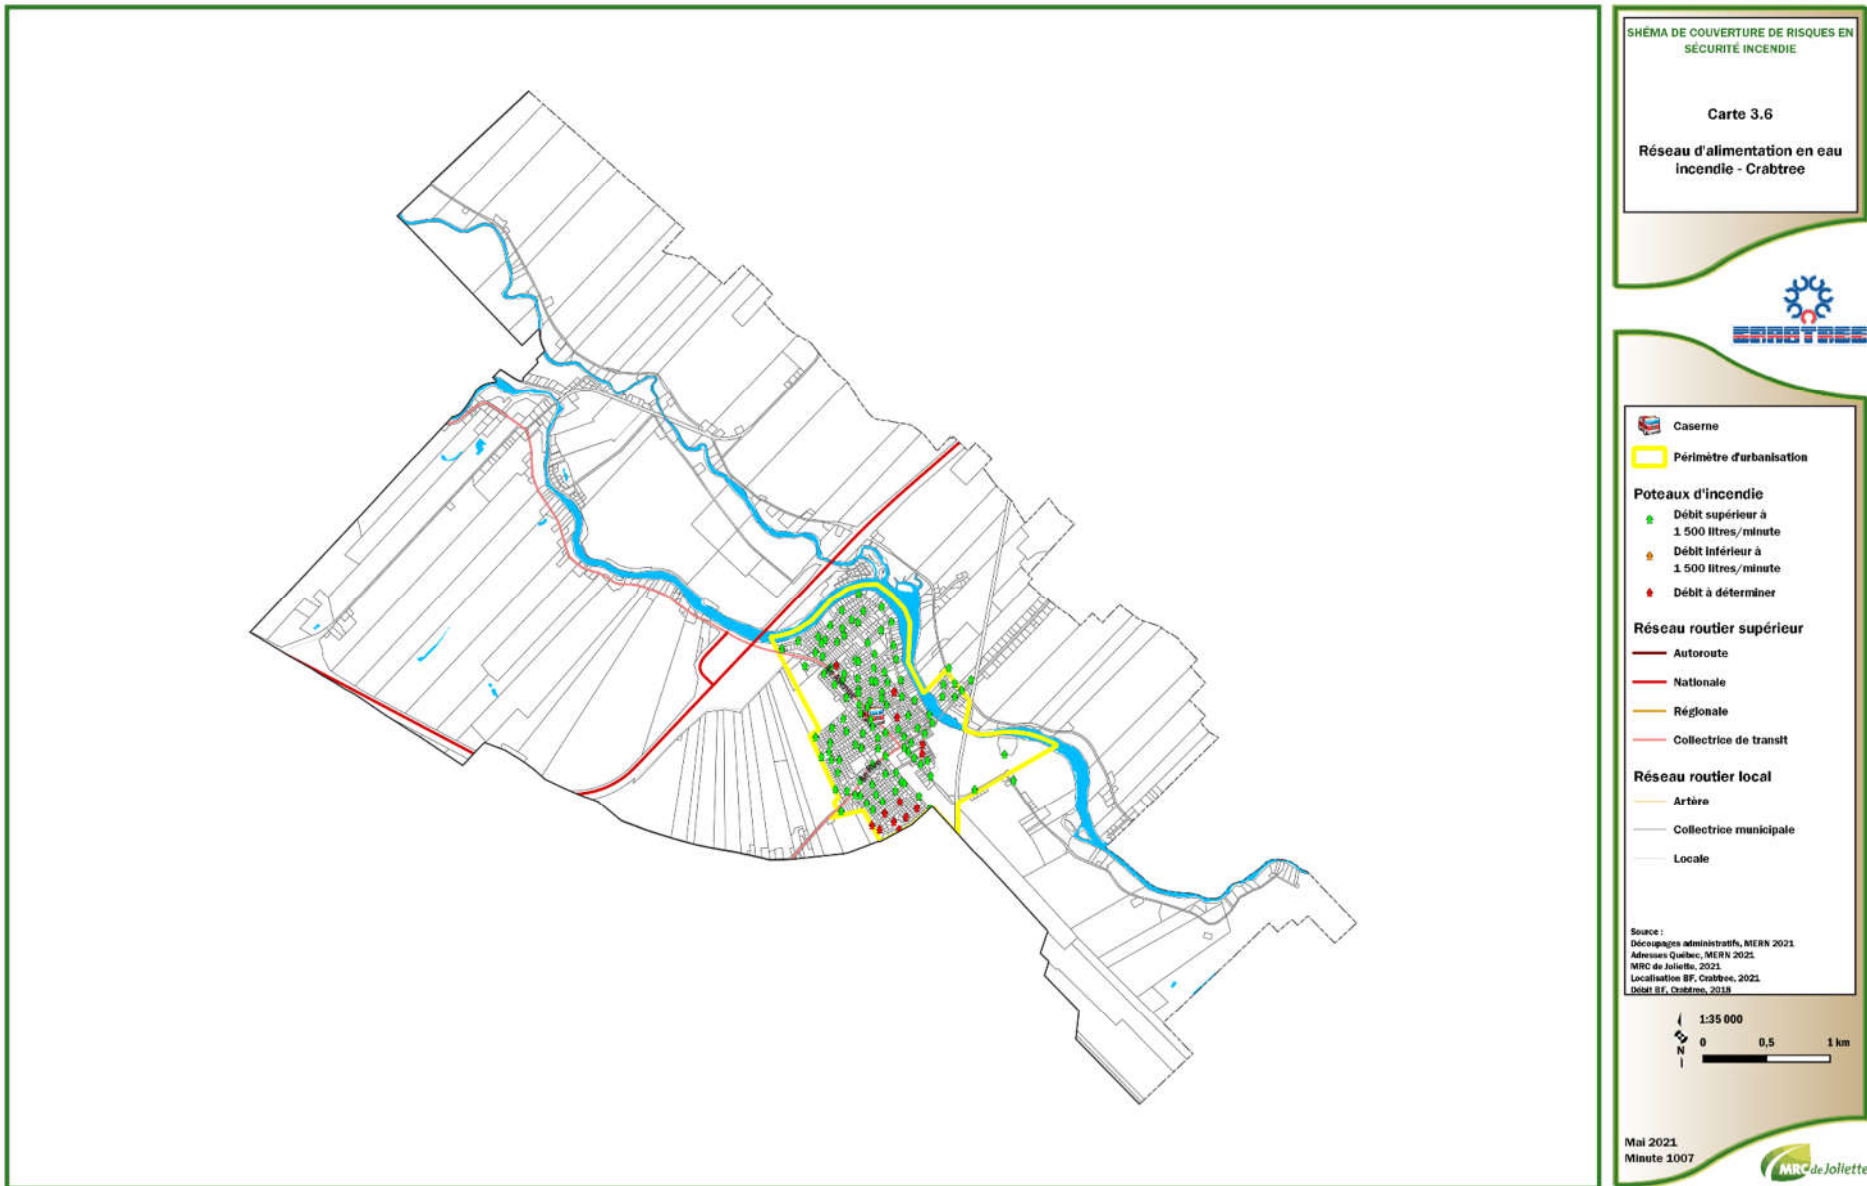 SHÉMA DE COUVERTURE DE RISQUES EN
SÉCURITÉ INCENDIE
Carte 3.6
Réseau d'alimentation en eau
incendie - Crabtree
CRABTREE
Caserne
Périmètre d'urbanisation
Poteaux d'incendie
Débit supérieur à
1 500 litres/minute
Débit inférieur à
1 500 litres/minute
Débit à déterminer
Réseau routier supérieur
Autoroute
Nationale
Régionale
Collectrice de transit
Réseau routier local
Artère
Collectrice municipale
Locale
Source :
Découpages administratifs, MERN 2021
Adresses Québec, MERN 2021
MRC de Joliette, 2021
Localisation BF, Crabtree, 2021
Débit BF, Crabtree, 2018
1:35 000
0 0,5 1 km
N
Mai 2021
Minute 1007
MRC de Joliette